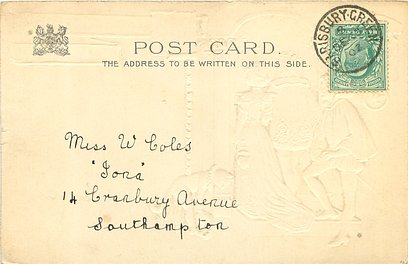 POST CARD.
THE ADDRESS TO BE WRITTEN ON THIS SIDE.
Miss W Coles
"Iona"
14 Cranbury Avenue
Southampton